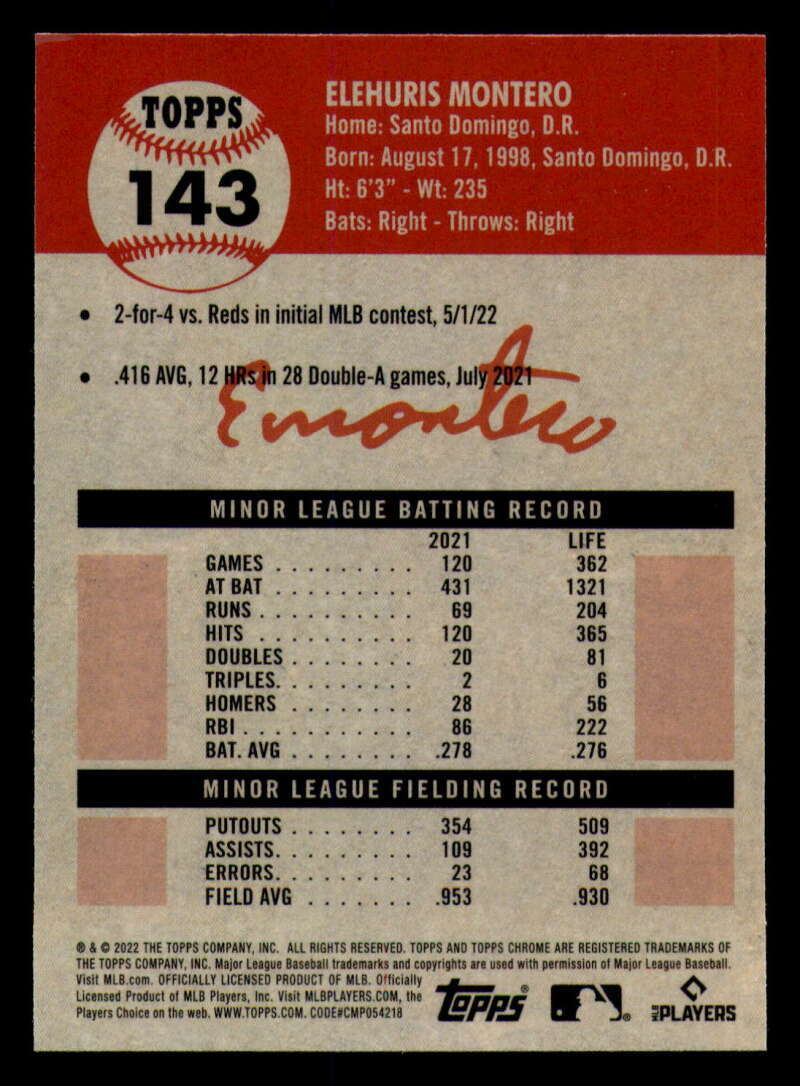 TOPPS
143
ELEHURIS MONTERO
Home: Santo Domingo, D.R.
Born: August 17, 1998, Santo Domingo, D.R.
Ht: 6'3" - Wt: 235
Bats: Right - Throws: Right
• 2-for-4 vs. Reds in initial MLB contest, 5/1/22
• .416 AVG, 12 HRs in 28 Double-A games, July 2021
E montero
MINOR LEAGUE BATTING RECORD
2021 LIFE
GAMES . . . . . . . . . 120 362
AT BAT . . . . . . . . . 431 1321
RUNS . . . . . . . . . . 69 204
HITS . . . . . . . . . . 120 365
DOUBLES . . . . . . . . 20 81
TRIPLES. . . . . . . . . 2 6
HOMERS . . . . . . . . 28 56
RBI . . . . . . . . . . . 86 222
BAT. AVG . . . . . . . . .278 .276
MINOR LEAGUE FIELDING RECORD
PUTOUTS . . . . . . . . 354 509
ASSISTS. . . . . . . . . 109 392
ERRORS. . . . . . . . . 23 68
FIELD AVG . . . . . . . .953 .930
® & © 2022 THE TOPPS COMPANY, INC. ALL RIGHTS RESERVED. TOPPS AND TOPPS CHROME ARE REGISTERED TRADEMARKS OF
THE TOPPS COMPANY, INC. Major League Baseball trademarks and copyrights are used with permission of Major League Baseball.
Visit MLB.com. OFFICIALLY LICENSED PRODUCT OF MLB. Officially
Licensed Product of MLB Players, Inc. Visit MLBPLAYERS.COM, the
Players Choice on the web. WWW.TOPPS.COM. CODE#CMP054218
Topps® ® MLB PLAYERS